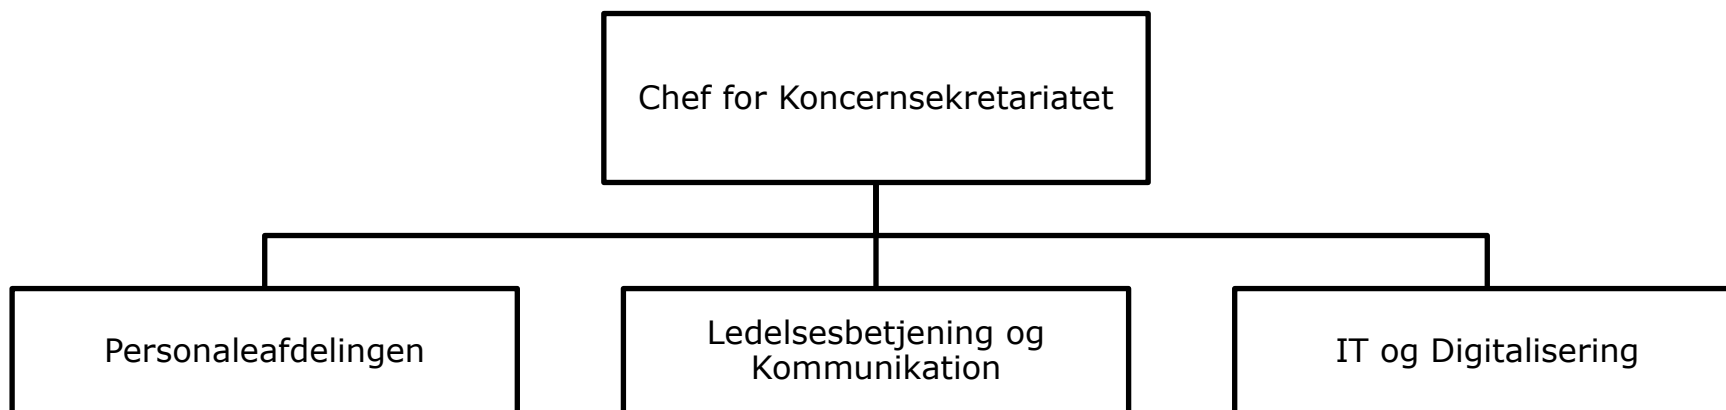 Chef for Koncernsekretariatet
Personaleafdelingen
Ledelsesbetjening og
Kommunikation
IT og Digitalisering